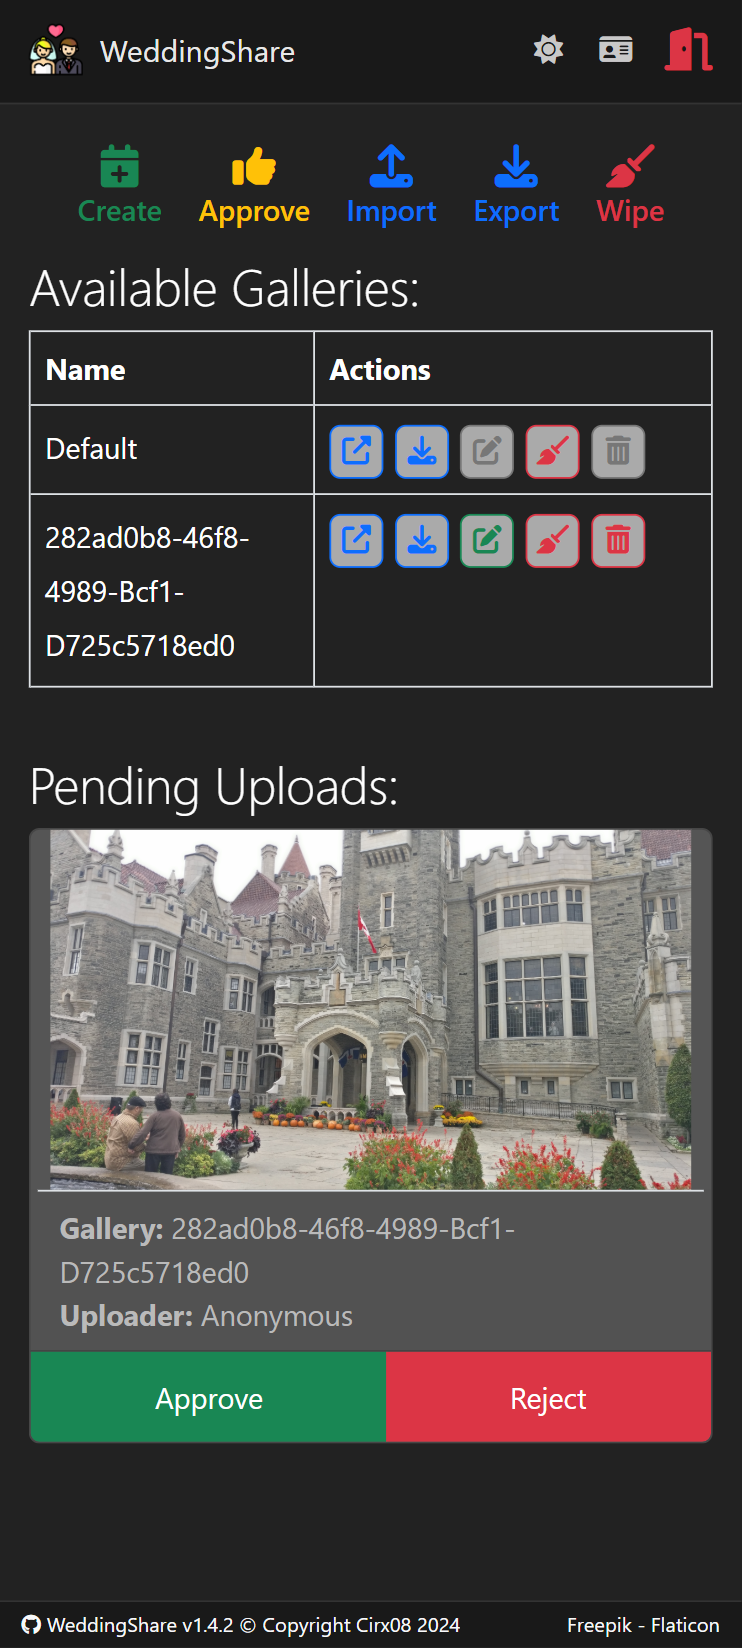 WeddingShare
Create Approve Import Export Wipe
Available Galleries:
Name Actions
Default
282ad0b8-46f8-
4989-Bcf1-
D725c5718ed0
Pending Uploads:
Gallery: 282ad0b8-46f8-4989-Bcf1-
D725c5718ed0
Uploader: Anonymous
Approve Reject
WeddingShare v1.4.2 © Copyright Cirx08 2024 Freepik - Flaticon